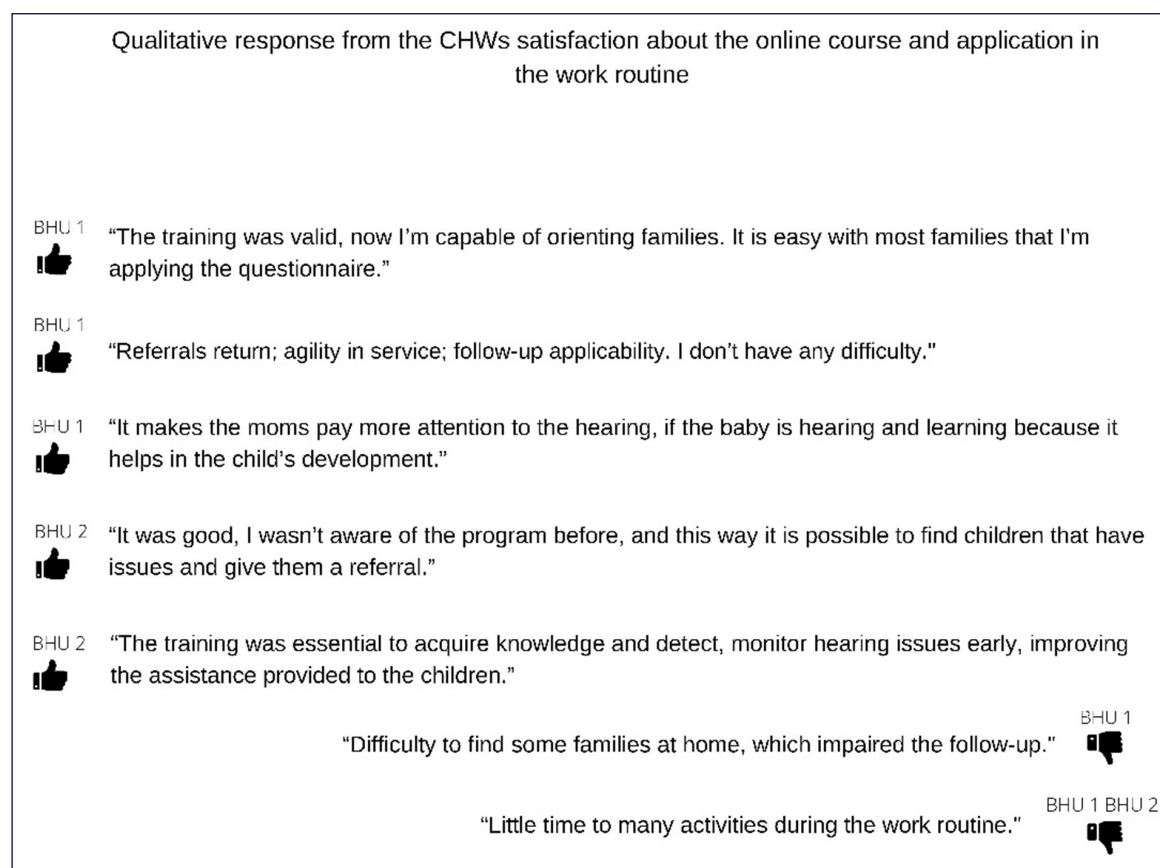 Qualitative response from the CHWs satisfaction about the online course and application in
the work routine
BHU 1
“The training was valid, now I’m capable of orienting families. It is easy with most families that I’m
applying the questionnaire.”
BHU 1
“Referrals return; agility in service; follow-up applicability. I don’t have any difficulty."
BHU 1
“It makes the moms pay more attention to the hearing, if the baby is hearing and learning because it
helps in the child’s development.”
BHU 2
“It was good, I wasn’t aware of the program before, and this way it is possible to find children that have
issues and give them a referral.”
BHU 2
“The training was essential to acquire knowledge and detect, monitor hearing issues early, improving
the assistance provided to the children.”
BHU 1
“Difficulty to find some families at home, which impaired the follow-up."
BHU 1 BHU 2
“Little time to many activities during the work routine."